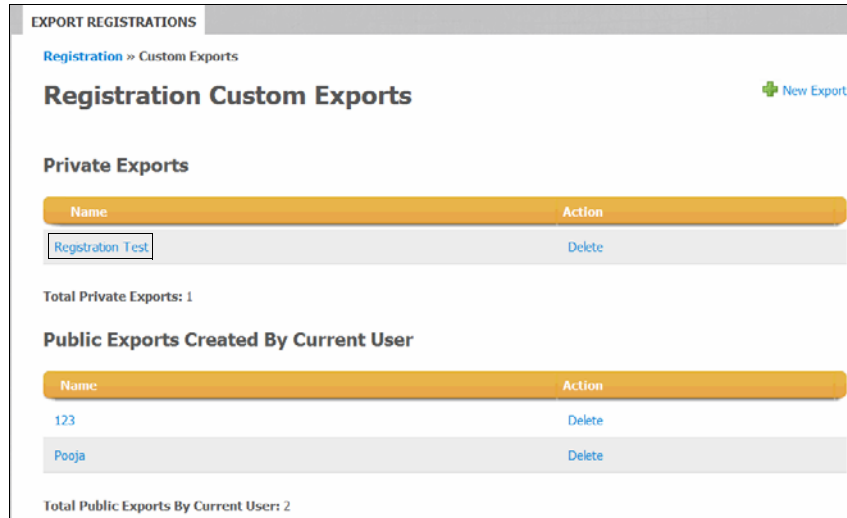 EXPORT REGISTRATIONS
Registration » Custom Exports
Registration Custom Exports
New Export
Private Exports
Name Action
Registration Test Delete
Total Private Exports: 1
Public Exports Created By Current User
Name Action
123 Delete
Pooja Delete
Total Public Exports By Current User: 2